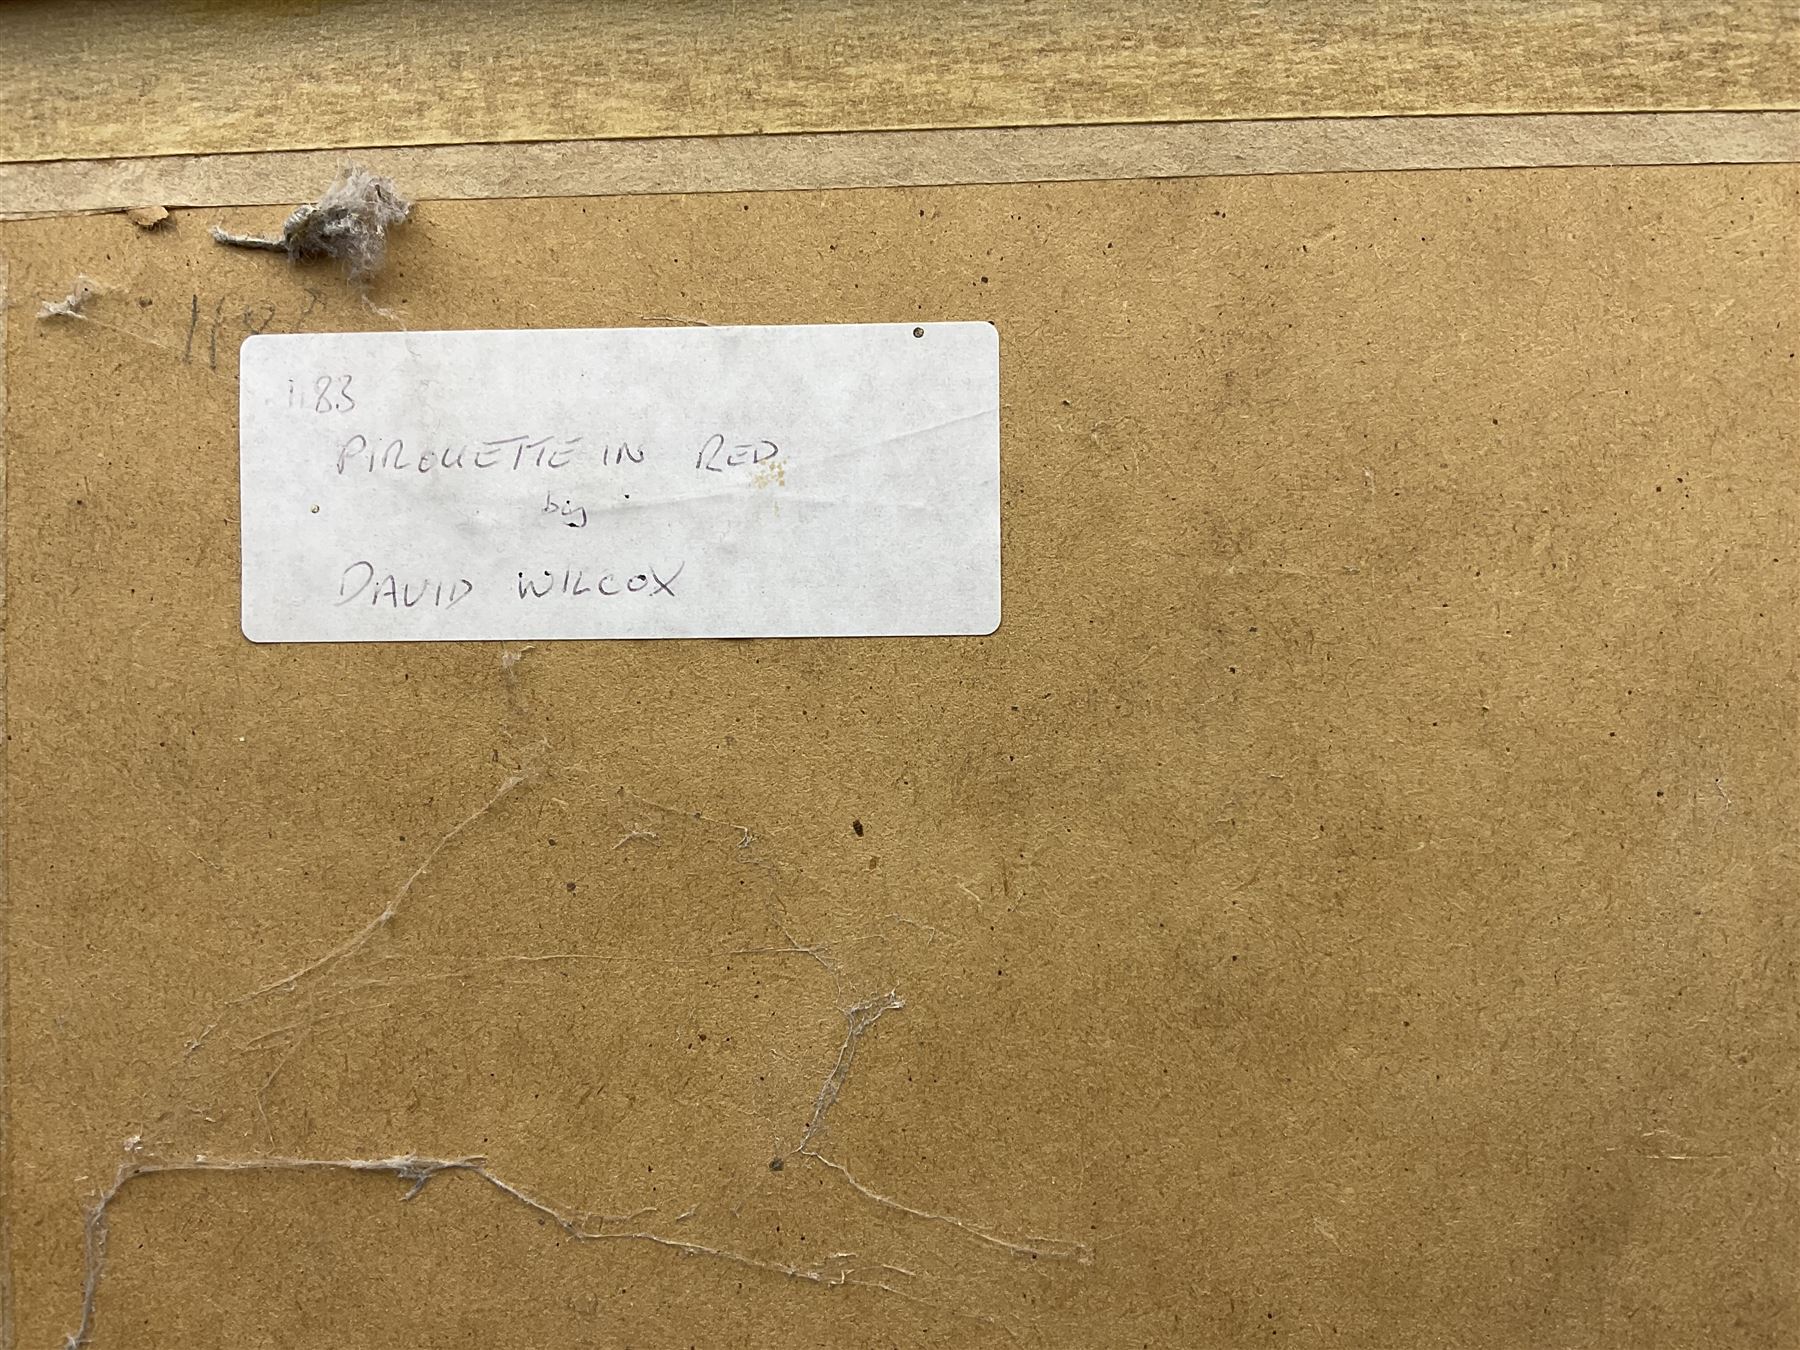 1183
PIROUETTE IN RED
by
DAVID WILCOX